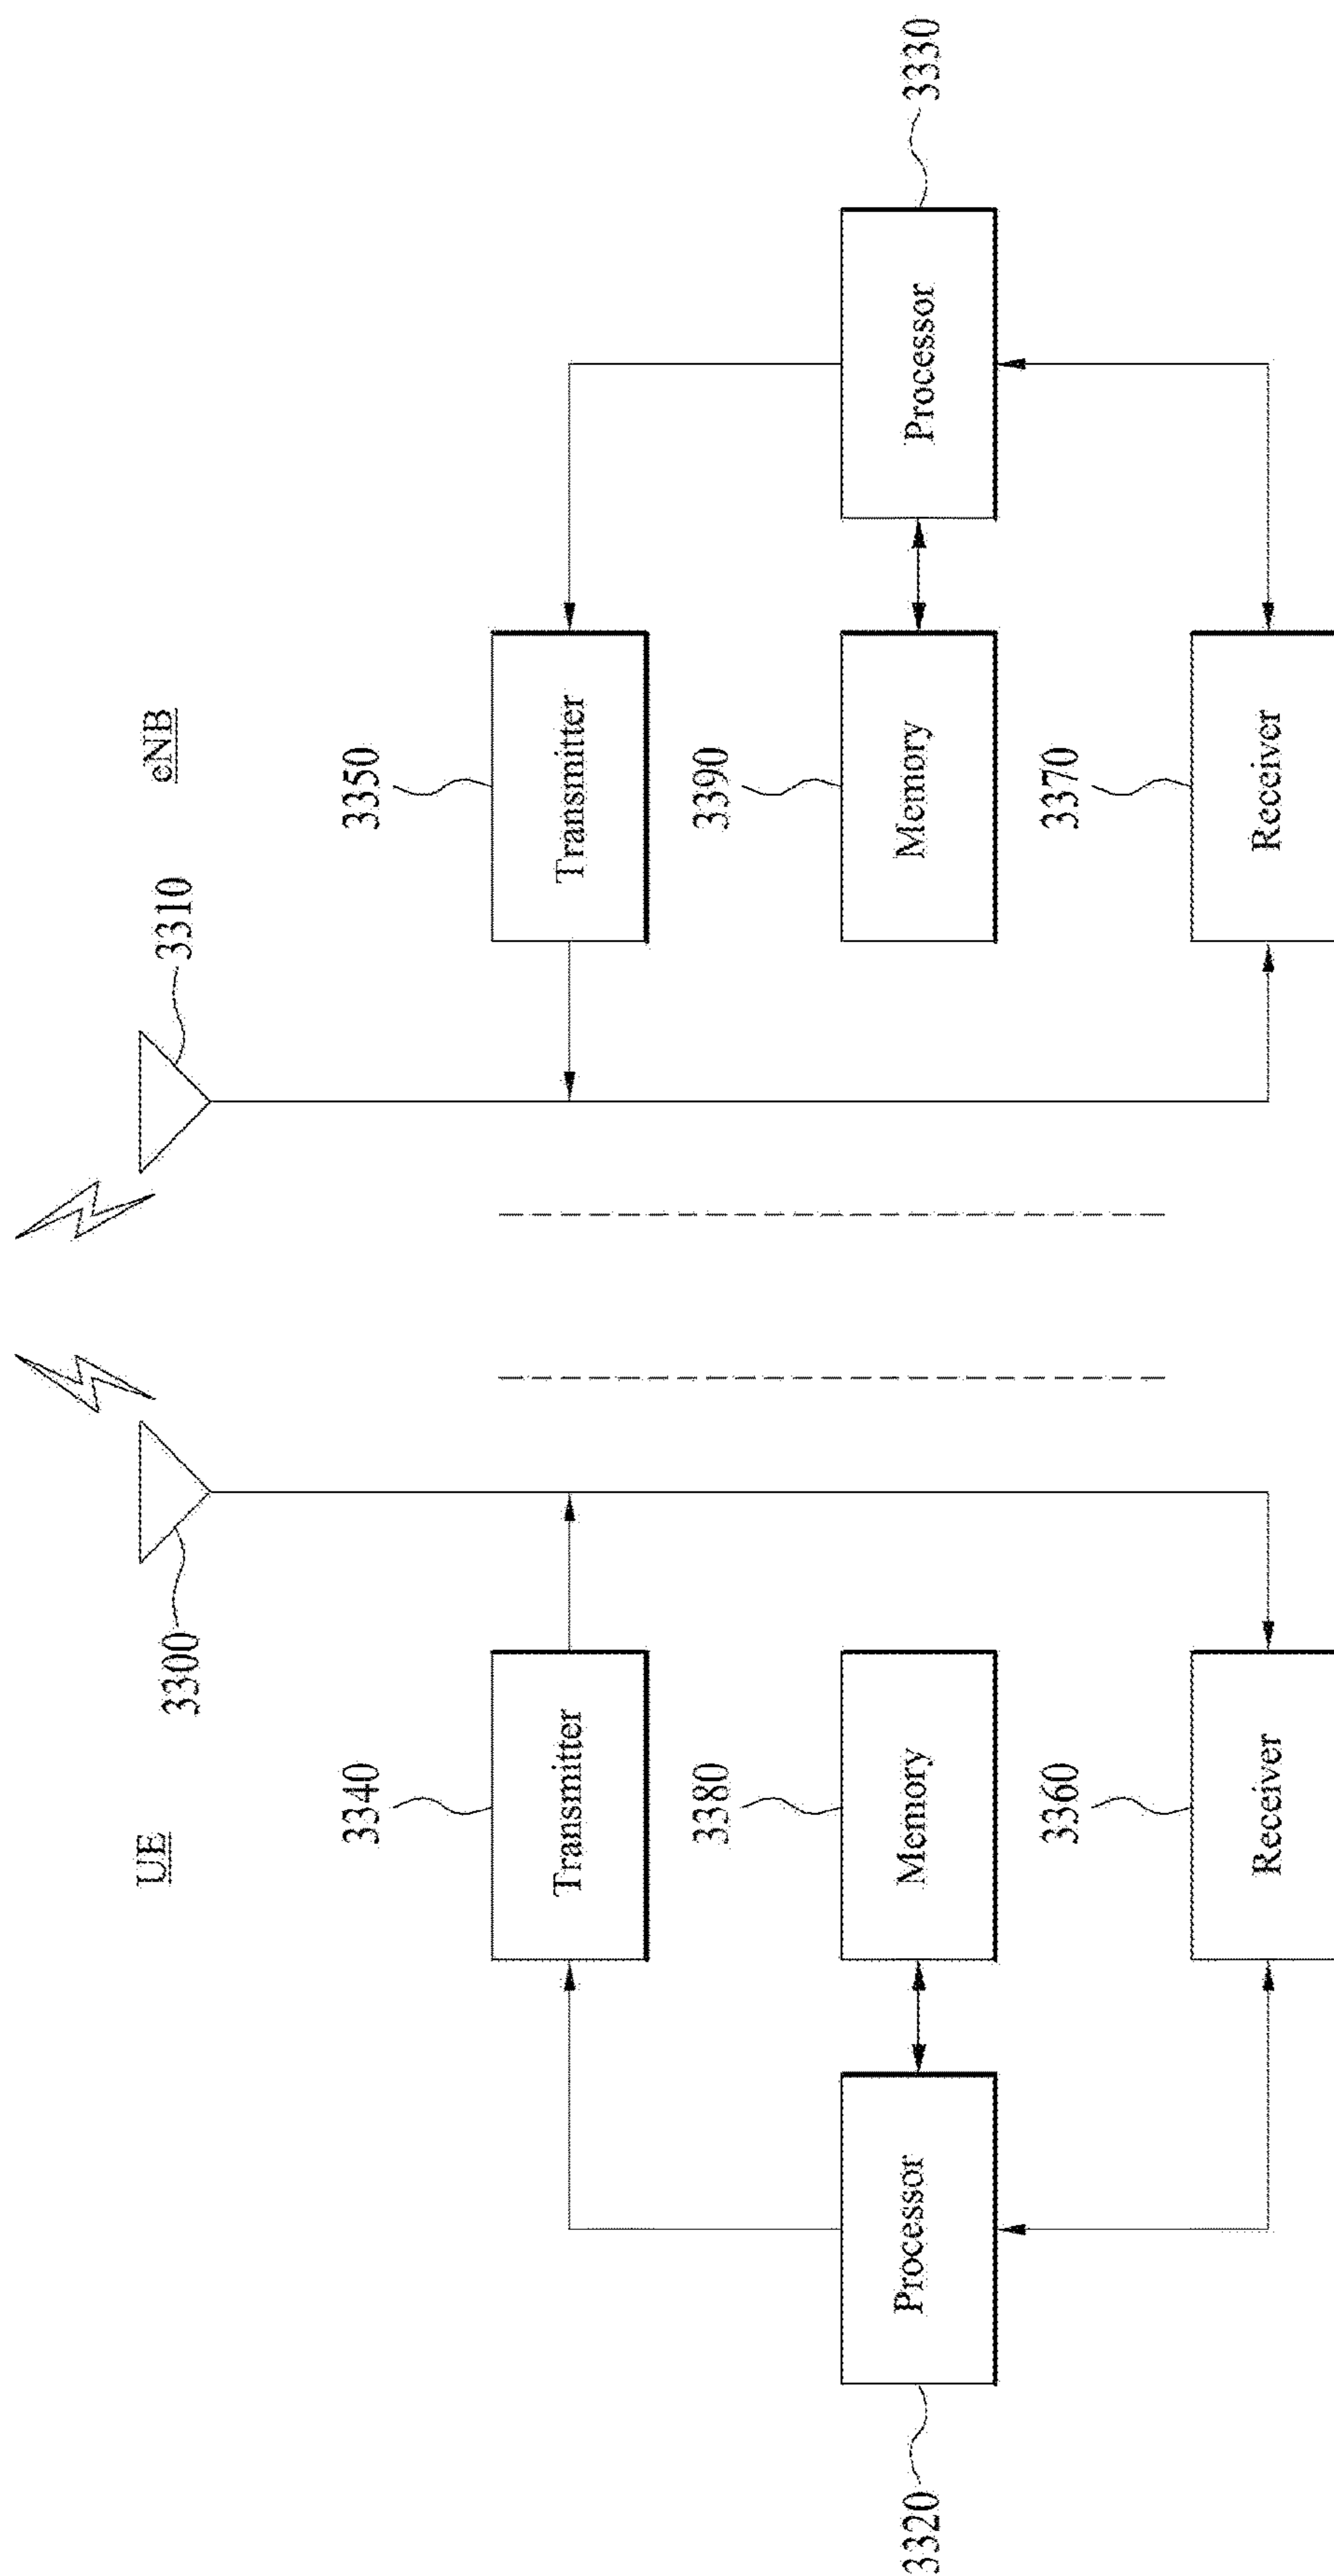 UE
eNB
3300
3310
3340
Transmitter
3350
Transmitter
3320
Processor
3380
Memory
3390
Memory
Processor
3330
3360
Receiver
3370
Receiver